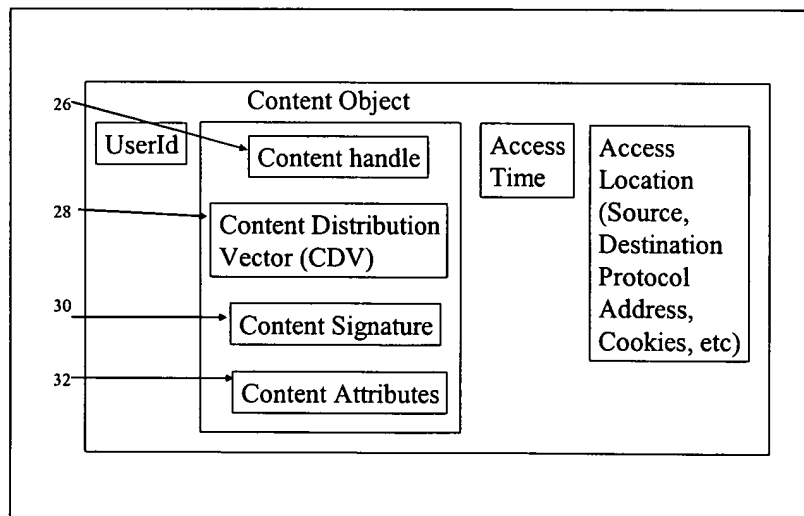 Content Object
26
UserId
Content handle
Access
Time
Access
Location
(Source,
Destination
Protocol
Address,
Cookies, etc)
28
Content Distribution
Vector (CDV)
30
Content Signature
32
Content Attributes